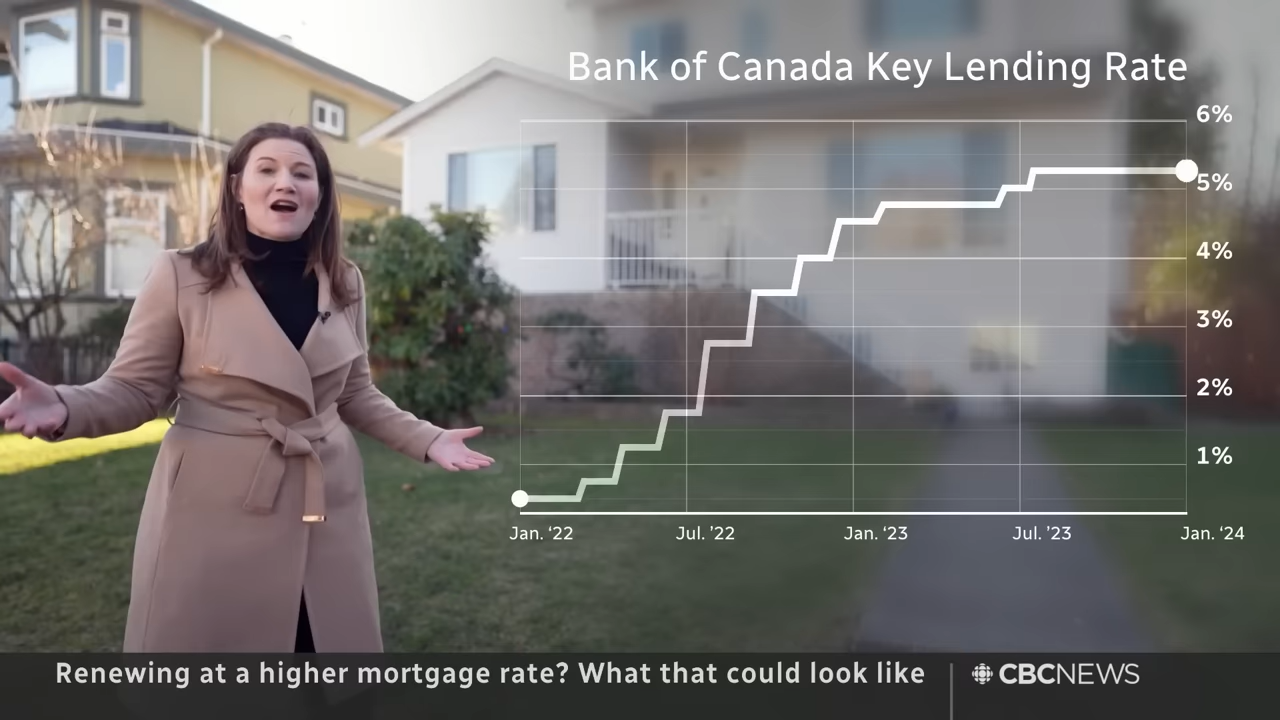 Bank of Canada Key Lending Rate
6%
5%
4%
3%
2%
1%
Jan. ‘22
Jul. ‘22
Jan. ‘23
Jul. ‘23
Jan. ‘24
Renewing at a higher mortgage rate? What that could look like
CBCNEWS